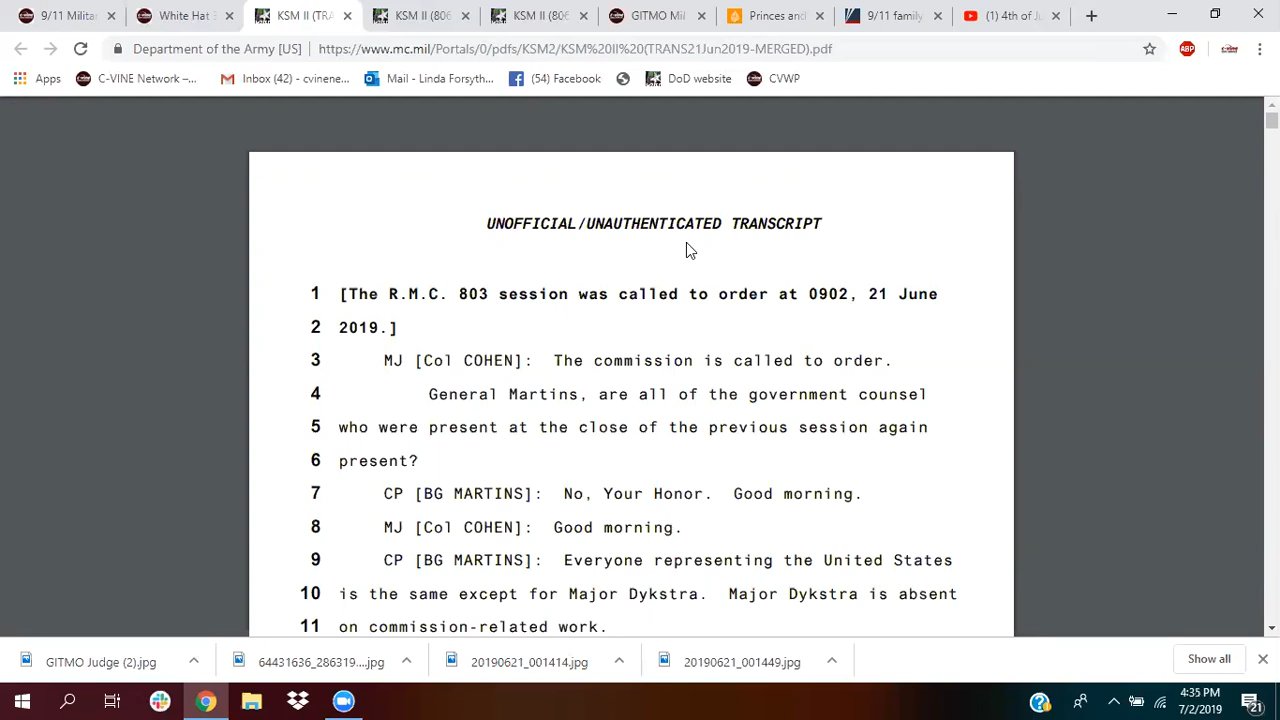 9/11 Milita
White Hat S
KSM II (TRA
KSM II (806
KSM II (806
GITMO Mil
Princes and
9/11 family
(1) 4th of Ju
Department of the Army [US]
https://www.mc.mil/Portals/0/pdfs/KSM2/KSM%20II%20(TRANS21Jun2019-MERGED).pdf
ABP
Apps
C-VINE Network –...
Inbox (42) - cvinene...
Mail - Linda Forsyth...
(54) Facebook
DoD website
CVWP
UNOFFICIAL/UNAUTHENTICATED TRANSCRIPT
1 [The R.M.C. 803 session was called to order at 0902, 21 June
2 2019.]
3 MJ [Col COHEN]: The commission is called to order.
4 General Martins, are all of the government counsel
5 who were present at the close of the previous session again
6 present?
7 CP [BG MARTINS]: No, Your Honor. Good morning.
8 MJ [Col COHEN]: Good morning.
9 CP [BG MARTINS]: Everyone representing the United States
10 is the same except for Major Dykstra. Major Dykstra is absent
11 on commission-related work.
GITMO Judge (2).jpg
64431636_286319....jpg
20190621_001414.jpg
20190621_001449.jpg
Show all
4:35 PM
7/2/2019
21